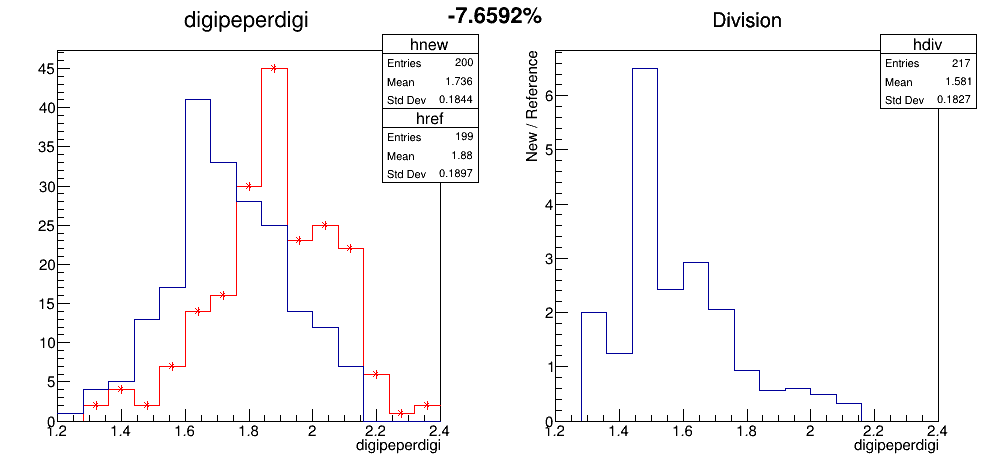 digipeperdigi
-7.6592%
Division
hnew
Entries 200
Mean 1.736
Std Dev 0.1844
href
Entries 199
Mean 1.88
Std Dev 0.1897
45
40
35
30
25
20
15
10
5
0
1.2 1.4 1.6 1.8 2 2.2 2.4
digipeperdigi
hdiv
Entries 217
Mean 1.581
Std Dev 0.1827
New / Reference
6
5
4
3
2
1
0
1.2 1.4 1.6 1.8 2 2.2 2.4
digipeperdigi